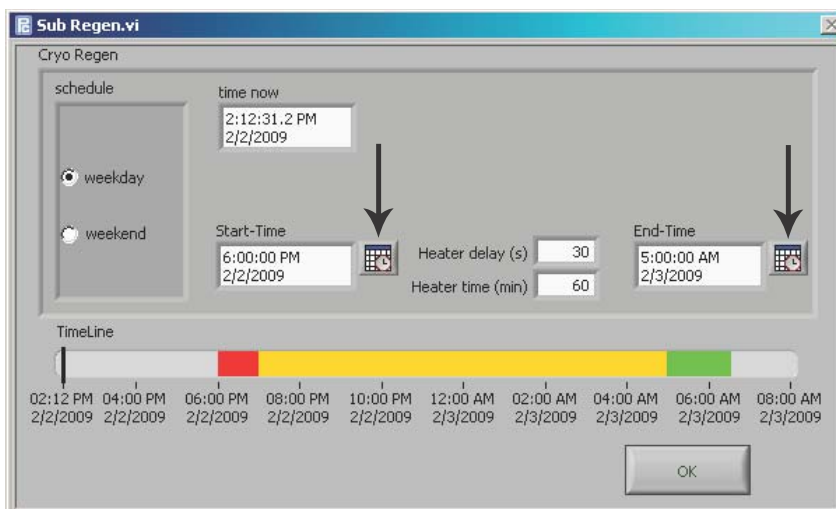 Sub Regen.vi
Cryo Regen
schedule
time now
2:12:31.2 PM
2/2/2009
weekday
weekend
Start-Time
6:00:00 PM
2/2/2009
Heater delay (s) 30
Heater time (min) 60
End-Time
5:00:00 AM
2/3/2009
TimeLine
02:12 PM 04:00 PM 06:00 PM 08:00 PM 10:00 PM 12:00 AM 02:00 AM 04:00 AM 06:00 AM 08:00 AM
2/2/2009 2/2/2009 2/2/2009 2/2/2009 2/2/2009 2/3/2009 2/3/2009 2/3/2009 2/3/2009 2/3/2009
OK